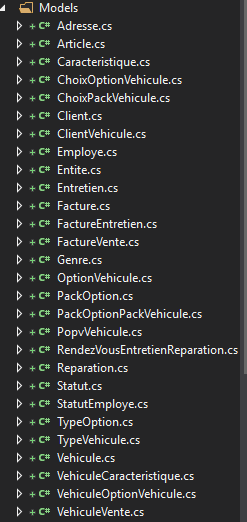 Models
+ C# Adresse.cs
+ C# Article.cs
+ C# Caracteristique.cs
+ C# ChoixOptionVehicule.cs
+ C# ChoixPackVehicule.cs
+ C# Client.cs
+ C# ClientVehicule.cs
+ C# Employe.cs
+ C# Entite.cs
+ C# Entretien.cs
+ C# Facture.cs
+ C# FactureEntretien.cs
+ C# FactureVente.cs
+ C# Genre.cs
+ C# OptionVehicule.cs
+ C# PackOption.cs
+ C# PackOptionPackVehicule.cs
+ C# PopvVehicule.cs
+ C# RendezVousEntretienReparation.cs
+ C# Reparation.cs
+ C# Statut.cs
+ C# StatutEmploye.cs
+ C# TypeOption.cs
+ C# TypeVehicule.cs
+ C# Vehicule.cs
+ C# VehiculeCaracteristique.cs
+ C# VehiculeOptionVehicule.cs
+ C# VehiculeVente.cs